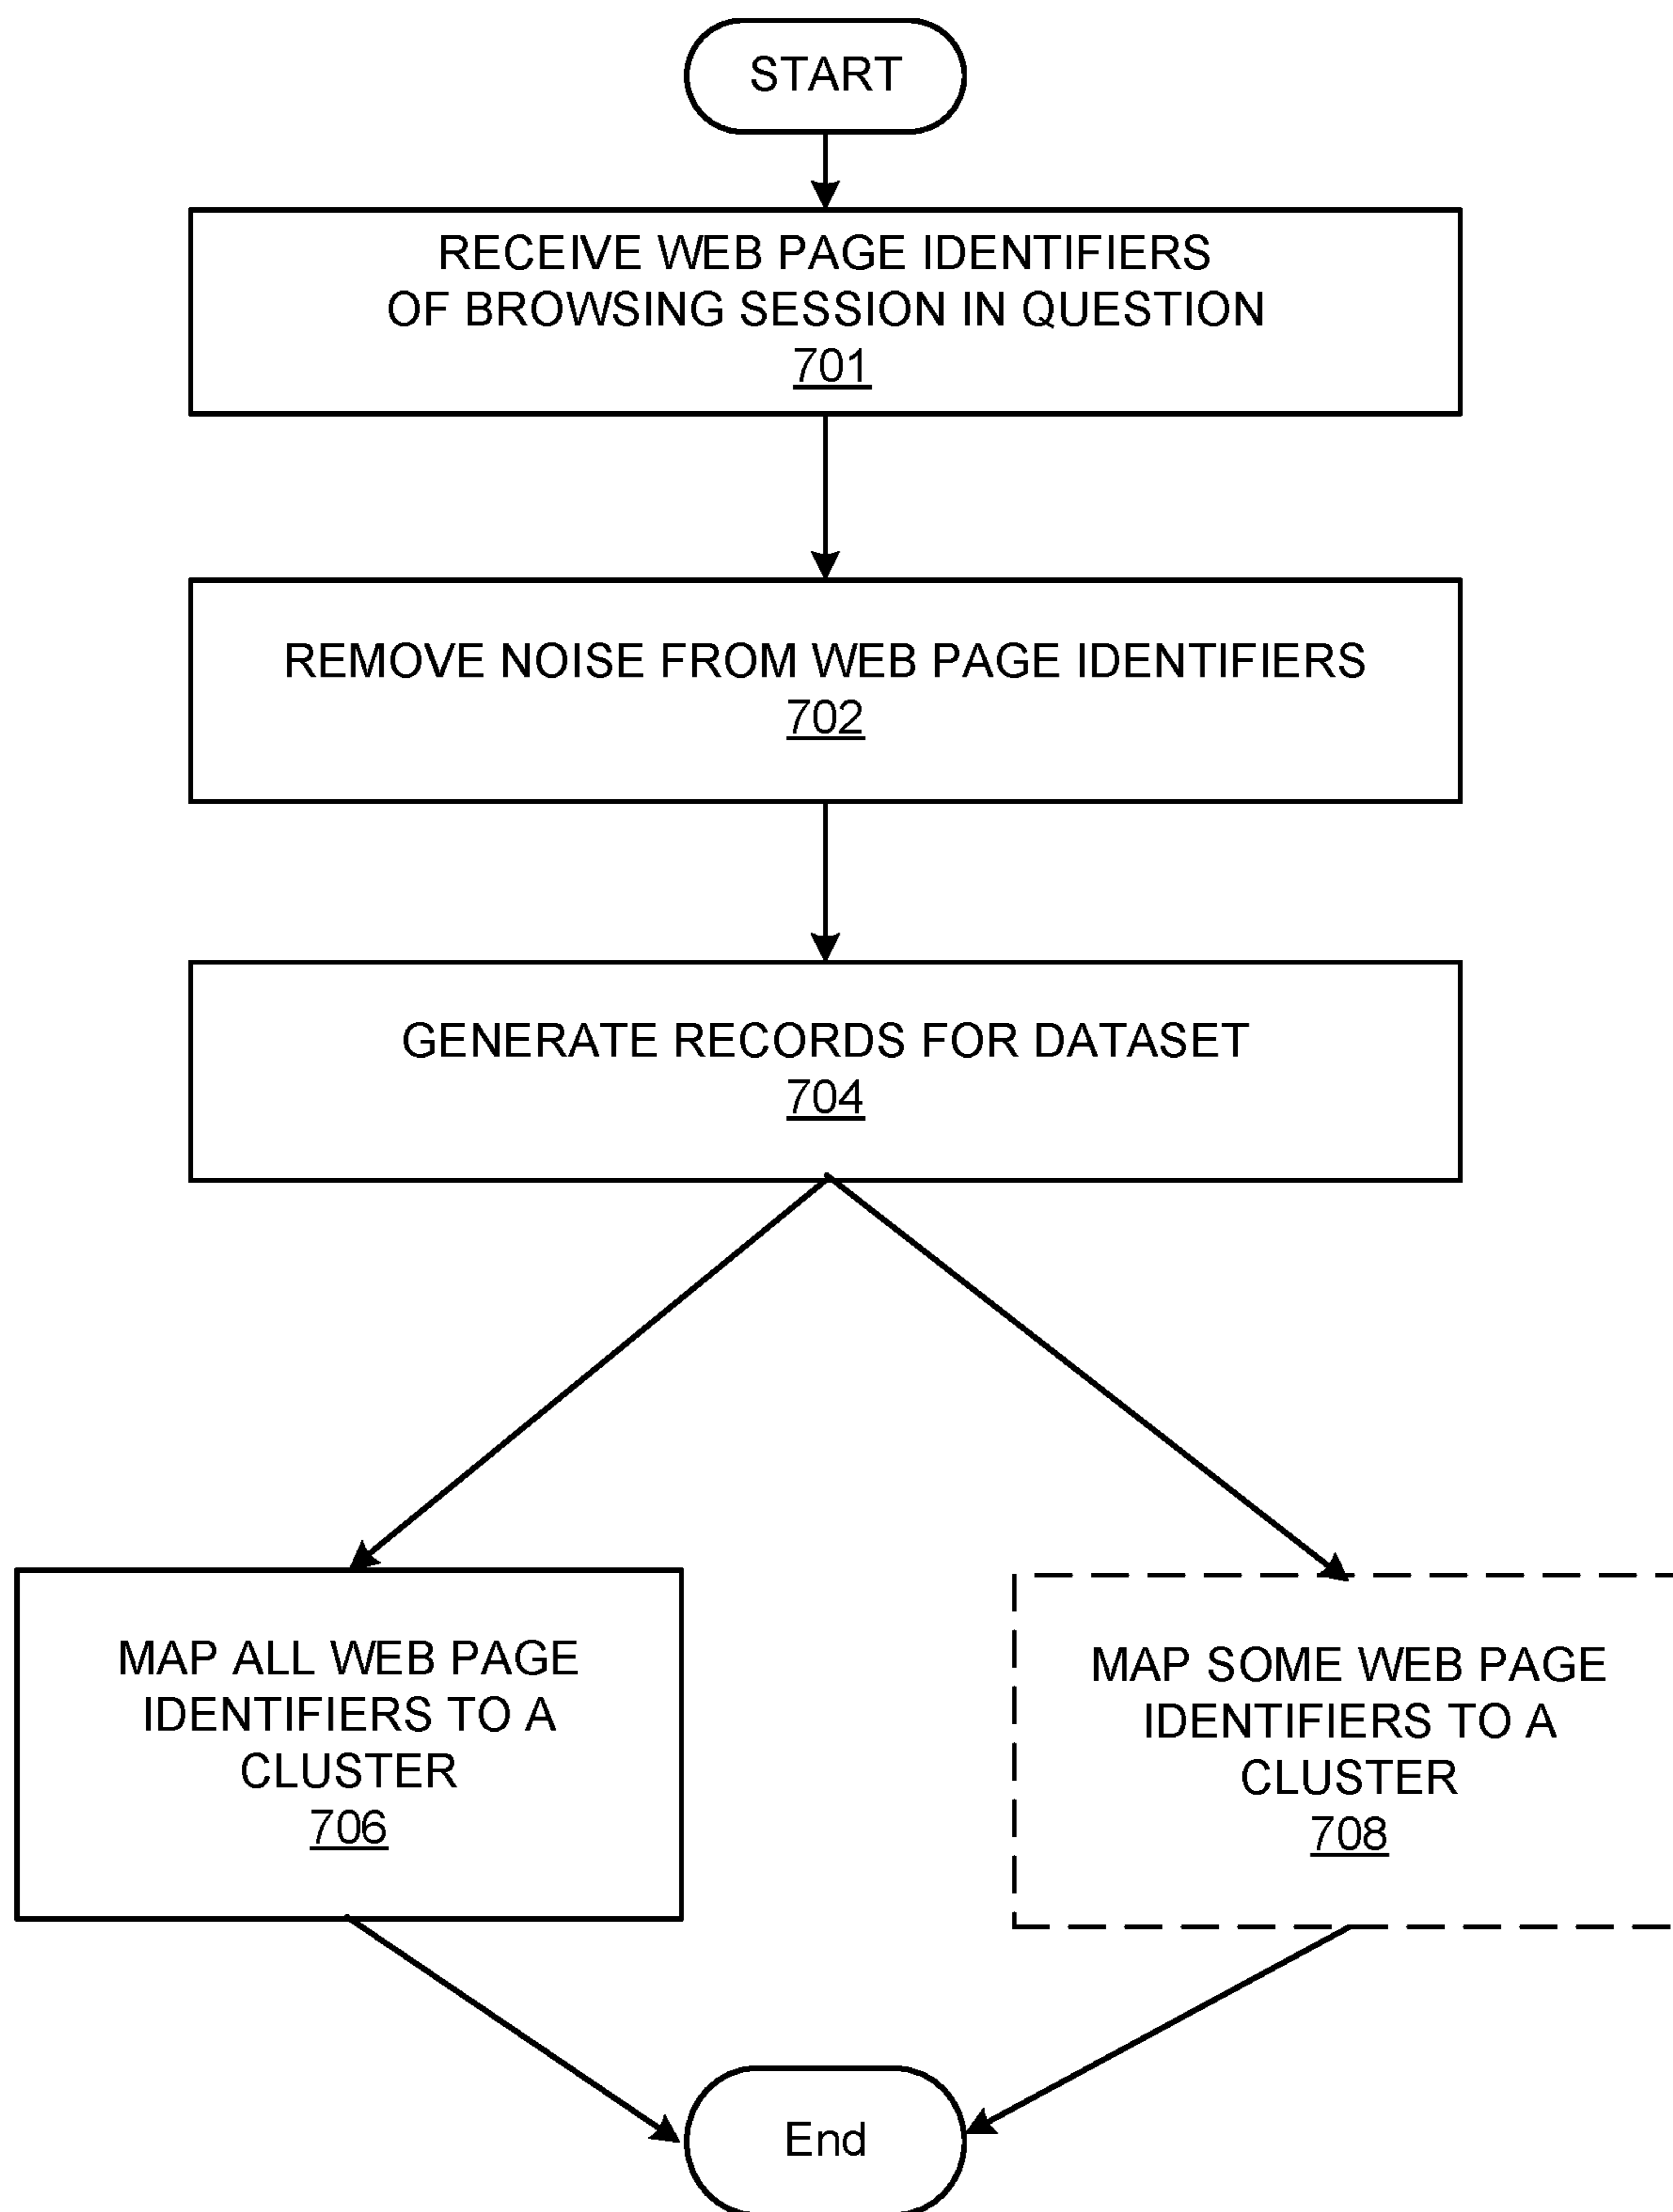 START
RECEIVE WEB PAGE IDENTIFIERS
OF BROWSING SESSION IN QUESTION
701
REMOVE NOISE FROM WEB PAGE IDENTIFIERS
702
GENERATE RECORDS FOR DATASET
704
MAP ALL WEB PAGE
IDENTIFIERS TO A
CLUSTER
706
MAP SOME WEB PAGE
IDENTIFIERS TO A
CLUSTER
708
End